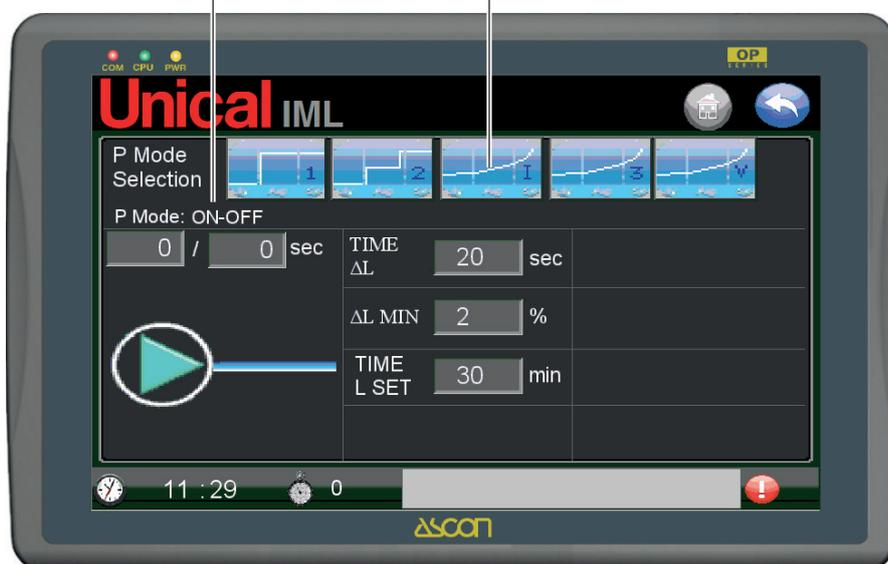 COM CPU PWR
OP
SERIES
Unical IML
P Mode
Selection
1
2
I
3
V
P Mode: ON-OFF
0 / 0 sec
TIME
ΔL
20 sec
ΔL MIN 2 %
TIME
L SET
30 min
11 : 29 0
ascon